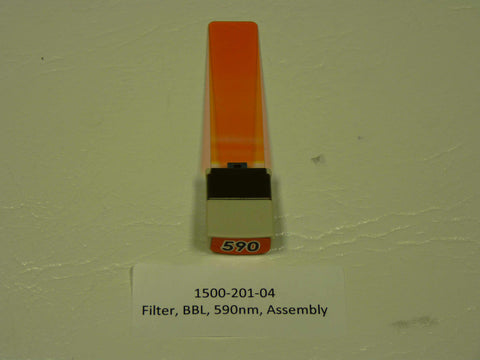 590
1500-201-04
Filter, BBL, 590nm, Assembly